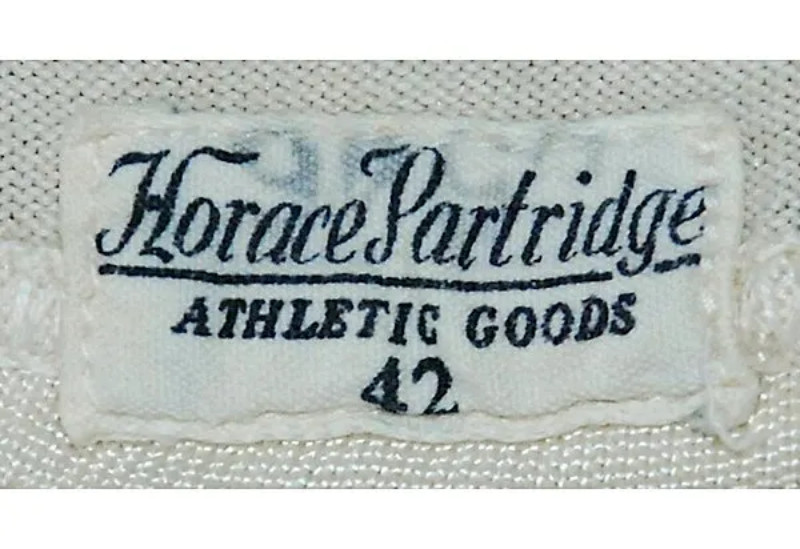 Horace Partridge
ATHLETIC GOODS
42